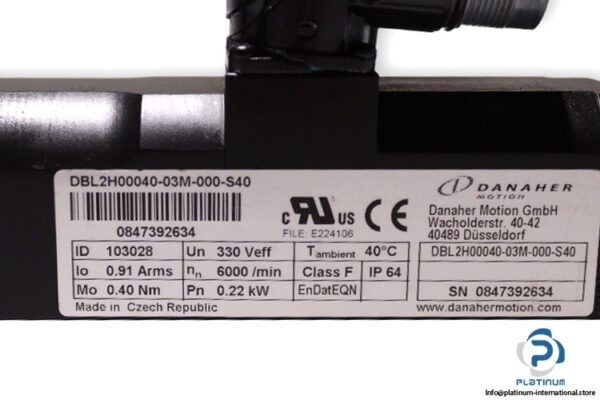 DBL2H00040-03M-000-S40
0847392634
c RU US
FILE: E224106
CE
DANAHER
MOTION
Danaher Motion GmbH
Wacholderstr. 40-42
40489 Düsseldorf
ID 103028 Un 330 Veff Tambient 40°C
Io 0.91 Arms nn 6000 /min Class F IP 64
Mo 0.40 Nm Pn 0.22 kW EnDatEQN
DBL2H00040-03M-000-S40
SN 0847392634
Made in Czech Republic
www.danahermotion.com
PLATINUM
Info@platinum-international.store